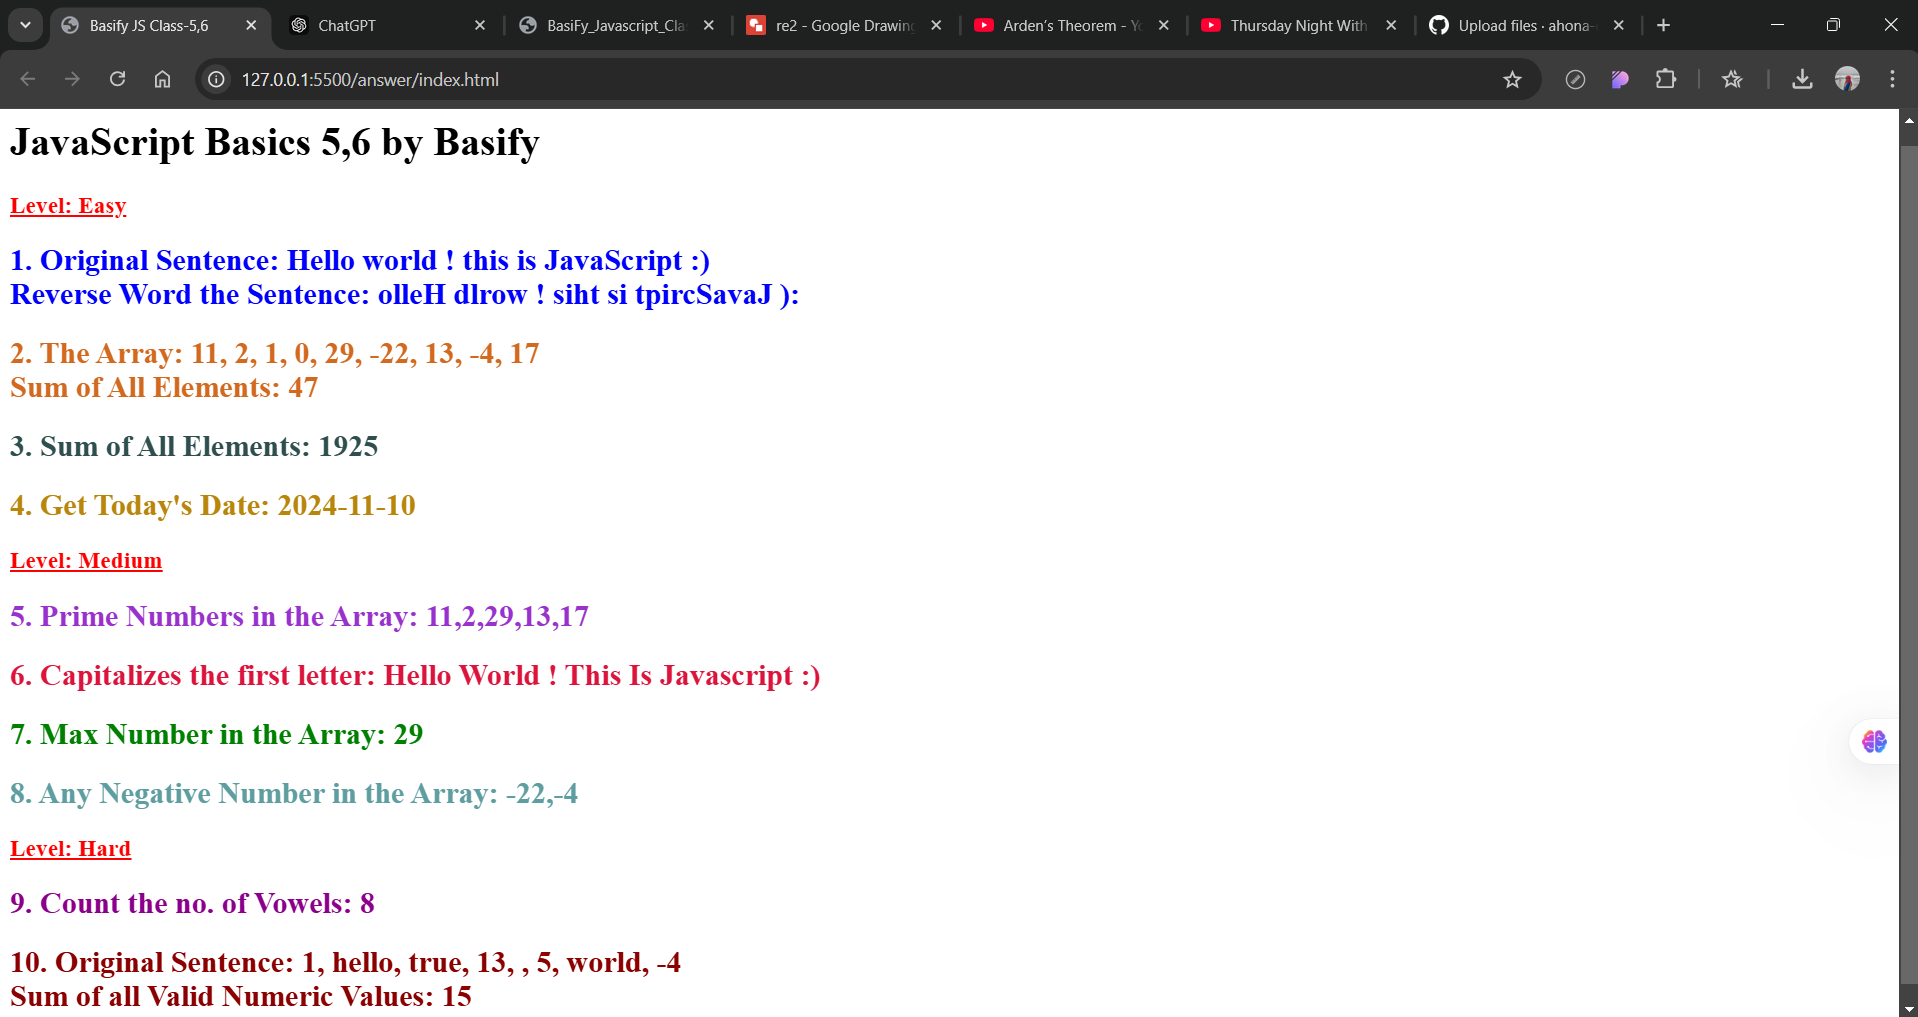 Basify JS Class-5,6
ChatGPT
BasiFy_Javascript_Cla
re2 - Google Drawing
Arden's Theorem - Yo
Thursday Night With
Upload files · ahona-
127.0.0.1:5500/answer/index.html
JavaScript Basics 5,6 by Basify
Level: Easy
1. Original Sentence: Hello world ! this is JavaScript :)
Reverse Word the Sentence: olleH dlrow ! siht si tpircSavaJ ):
2. The Array: 11, 2, 1, 0, 29, -22, 13, -4, 17
Sum of All Elements: 47
3. Sum of All Elements: 1925
4. Get Today's Date: 2024-11-10
Level: Medium
5. Prime Numbers in the Array: 11,2,29,13,17
6. Capitalizes the first letter: Hello World ! This Is Javascript :)
7. Max Number in the Array: 29
8. Any Negative Number in the Array: -22,-4
Level: Hard
9. Count the no. of Vowels: 8
10. Original Sentence: 1, hello, true, 13, , 5, world, -4
Sum of all Valid Numeric Values: 15